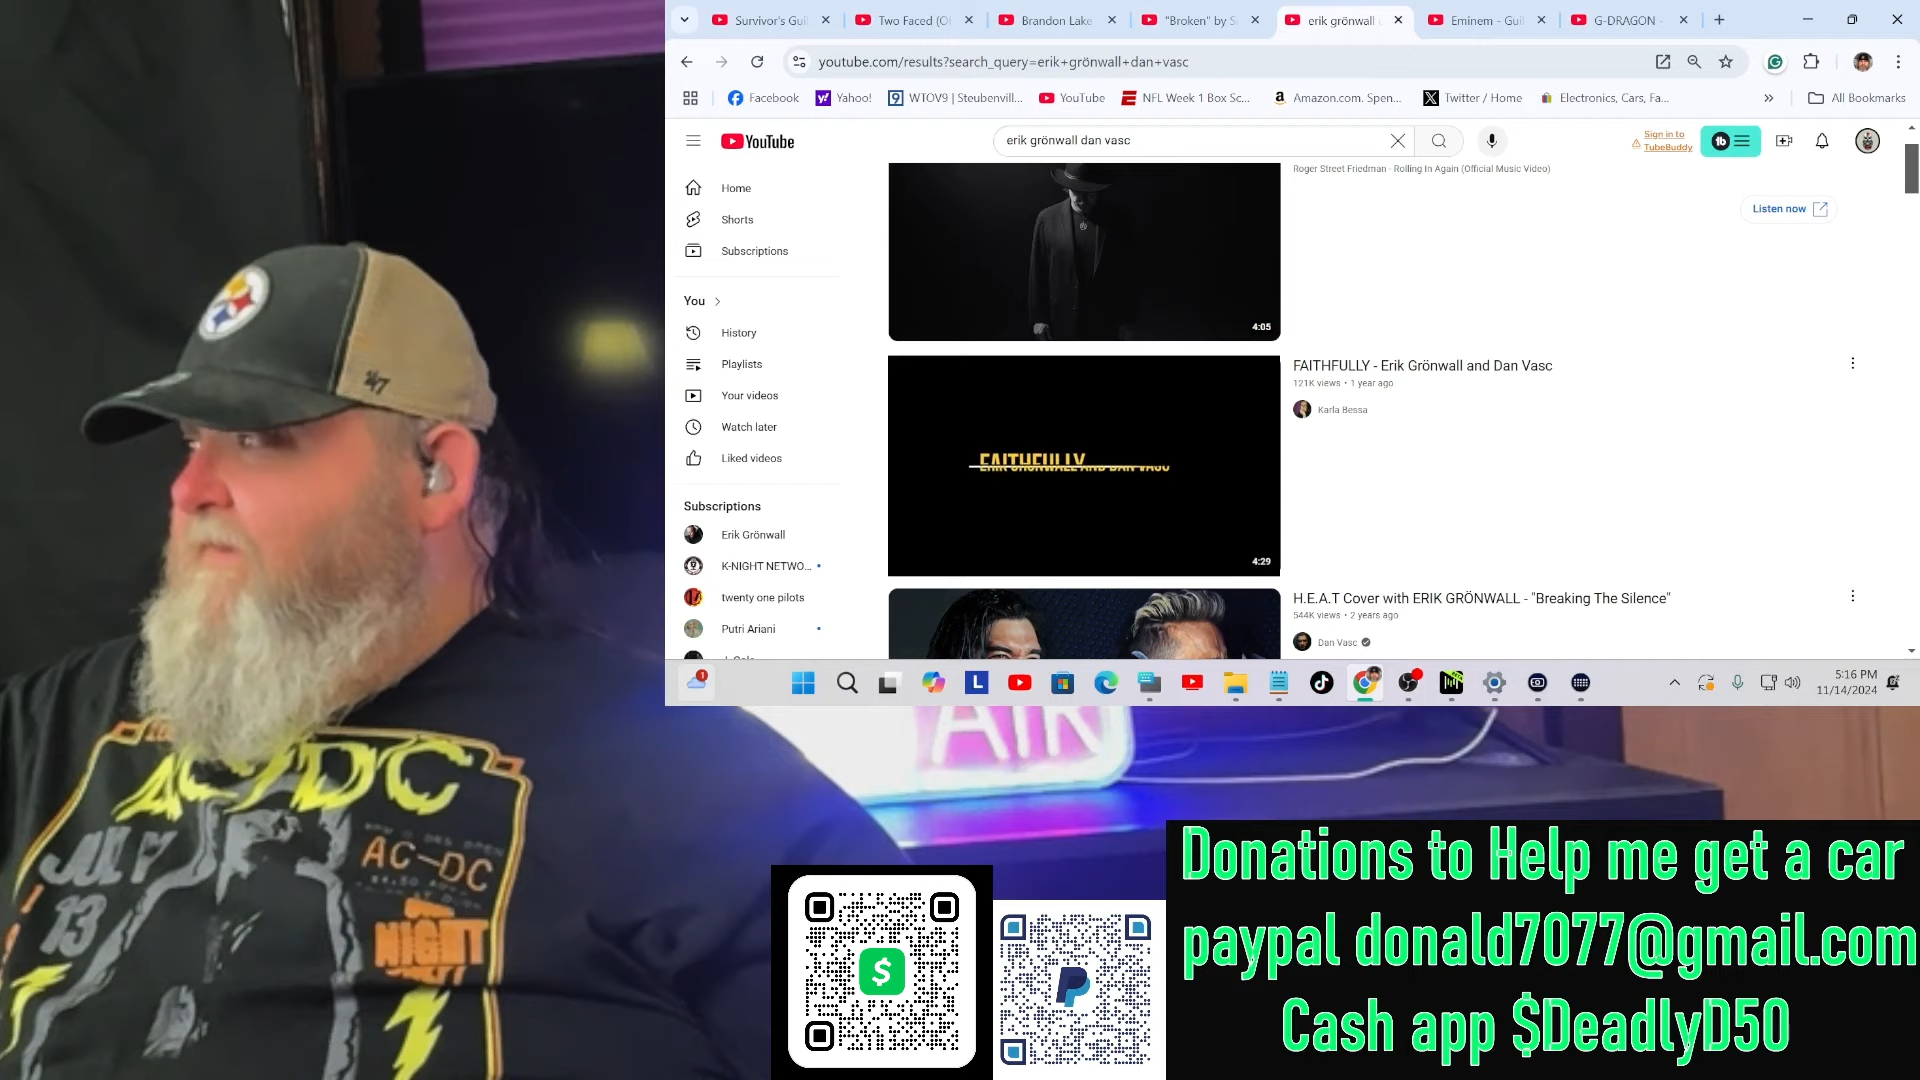 Survivor's Gui
Two Faced (O
Brandon Lake
"Broken" by S
erik grönwall
Eminem - Gui
G-DRAGON -
youtube.com/results?search_query=erik+grönwall+dan+vasc
Facebook
Yahoo!
WTOV9 | Steubenvill...
YouTube
NFL Week 1 Box Sc...
Amazon.com. Spen...
Twitter / Home
Electronics, Cars, Fa...
All Bookmarks
YouTube
erik grönwall dan vasc
Sign in to
TubeBuddy
Home
Shorts
Subscriptions
You
History
Playlists
Your videos
Watch later
Liked videos
Subscriptions
Erik Grönwall
K-NIGHT NETWO...
twenty one pilots
Putri Ariani
Roger Street Friedman - Rolling In Again (Official Music Video)
Listen now
4:05
FAITHFULLY - Erik Grönwall and Dan Vasc
121K views • 1 year ago
Karla Bessa
FAITHFULLY
4:29
H.E.A.T Cover with ERIK GRÖNWALL - "Breaking The Silence"
544K views • 2 years ago
Dan Vasc
5:16 PM
11/14/2024
AIR
47
AC/DC
JULY
13
AC-DC
NIGHT
Donations to Help me get a car
paypal donald7077@gmail.com
Cash app $DeadlyD50